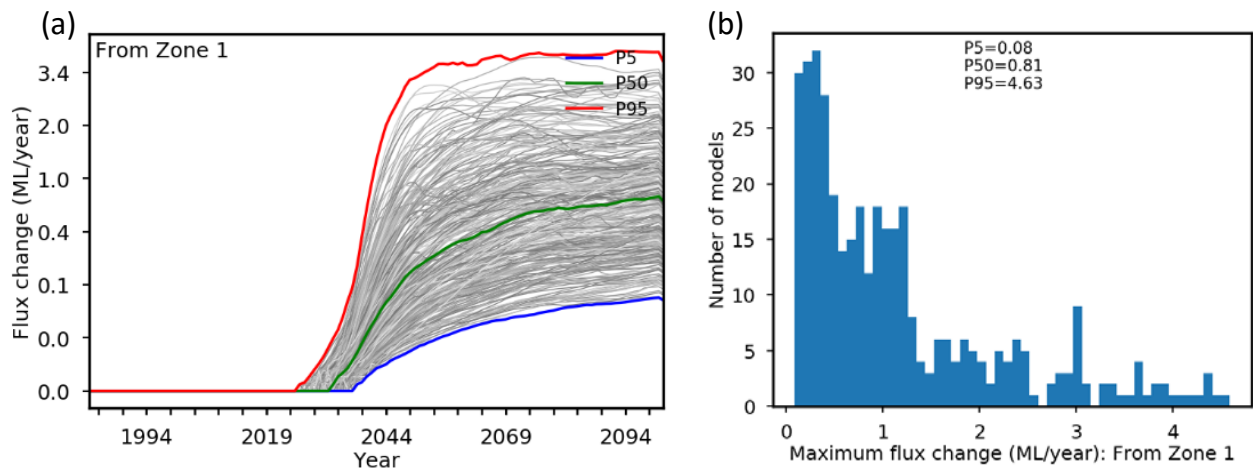 (a)
From Zone 1
P5
P50
P95
3.4
2.0
1.0
0.4
0.1
0.0
0.0
Flux change (ML/year)
1994
2019
2044
2069
2094
Year
(b)
P5=0.08
P50=0.81
P95=4.63
30
25
20
15
10
5
0
Number of models
0
1
2
3
4
Maximum flux change (ML/year): From Zone 1